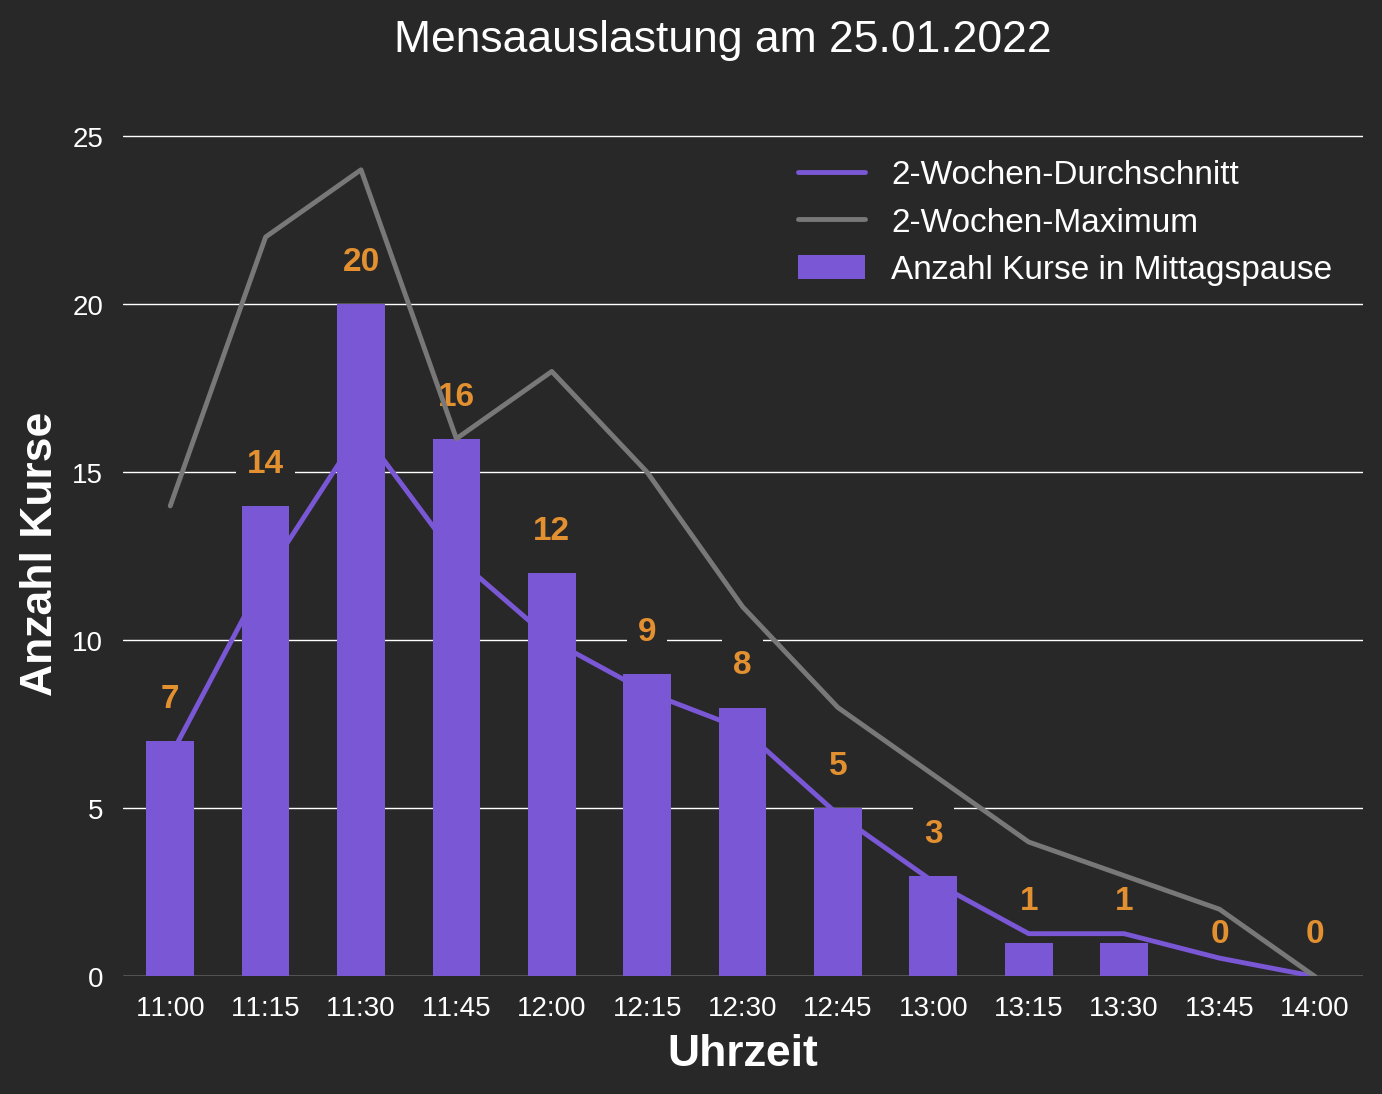 Mensaauslastung am 25.01.2022
25
2-Wochen-Durchschnitt
2-Wochen-Maximum
Anzahl Kurse in Mittagspause
20
20
16
15
14
12
10
9
8
7
5
5
3
1
1
0
0
0
Anzahl Kurse
11:00 11:15 11:30 11:45 12:00 12:15 12:30 12:45 13:00 13:15 13:30 13:45 14:00
Uhrzeit